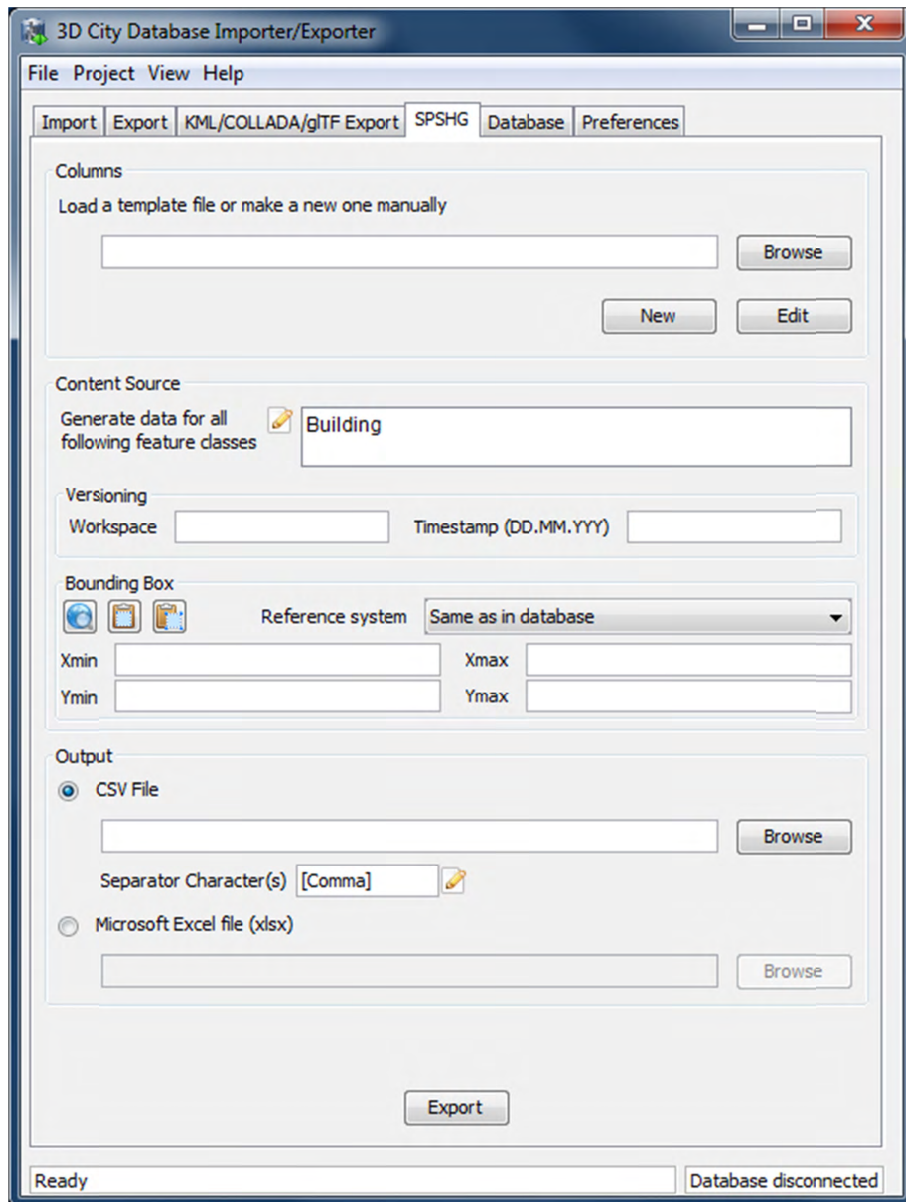 3D City Database Importer/Exporter
File Project View Help
Import Export KML/COLLADA/glTF Export SPSHG Database Preferences
Columns
Load a template file or make a new one manually
Browse
New Edit
Content Source
Generate data for all
following feature classes
Building
Versioning
Workspace Timestamp (DD.MM.YYY)
Bounding Box
Reference system Same as in database
Xmin Xmax
Ymin Ymax
Output
CSV File
Browse
Separator Character(s) [Comma]
Microsoft Excel file (xlsx)
Browse
Export
Ready Database disconnected